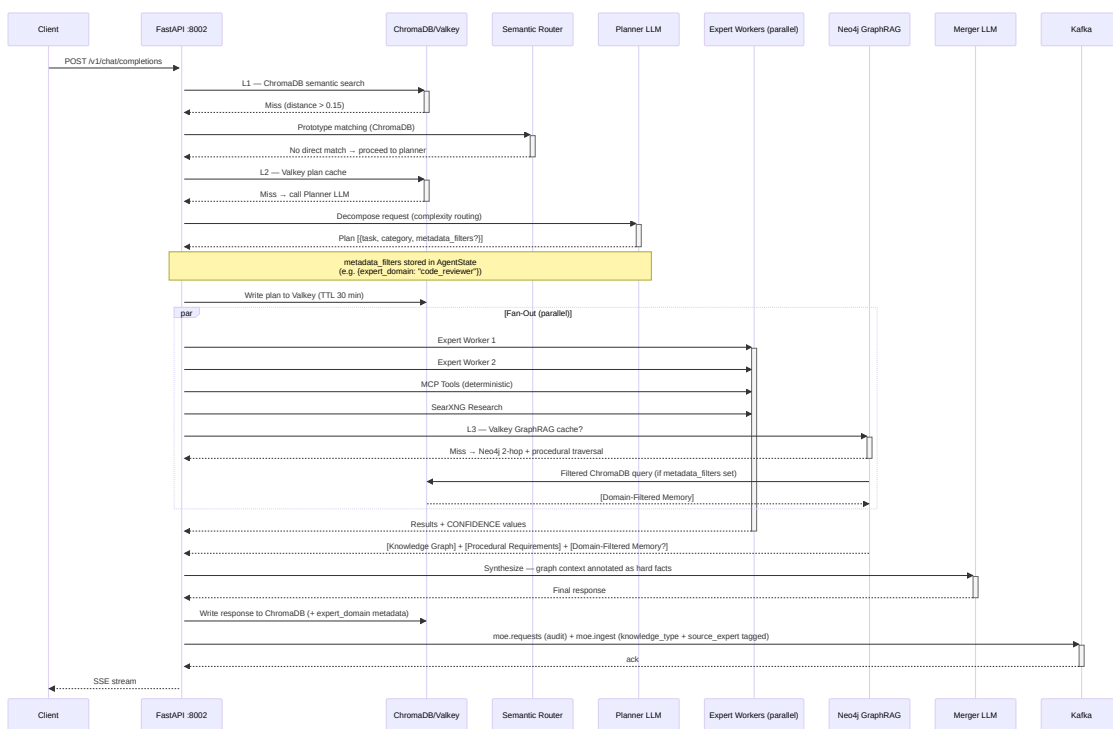 Client
FastAPI :8002
ChromaDB/Valkey
Semantic Router
Planner LLM
Expert Workers (parallel)
Neo4j GraphRAG
Merger LLM
Kafka
POST /v1/chat/completions
L1 — ChromaDB semantic search
Miss (distance > 0.15)
Prototype matching (ChromaDB)
No direct match → proceed to planner
L2 — Valkey plan cache
Miss → call Planner LLM
Decompose request (complexity routing)
Plan [{task, category, metadata_filters?}]
metadata_filters stored in AgentState
(e.g. {expert_domain: "code_reviewer"})
Write plan to Valkey (TTL 30 min)
par
[Fan-Out (parallel)]
Expert Worker 1
Expert Worker 2
MCP Tools (deterministic)
SearXNG Research
L3 — Valkey GraphRAG cache?
Miss → Neo4j 2-hop + procedural traversal
Filtered ChromaDB query (if metadata_filters set)
[Domain-Filtered Memory]
Results + CONFIDENCE values
[Knowledge Graph] + [Procedural Requirements] + [Domain-Filtered Memory?]
Synthesize — graph context annotated as hard facts
Final response
Write response to ChromaDB (+ expert_domain metadata)
moe.requests (audit) + moe.ingest (knowledge_type + source_expert tagged)
ack
SSE stream
Client
FastAPI :8002
ChromaDB/Valkey
Semantic Router
Planner LLM
Expert Workers (parallel)
Neo4j GraphRAG
Merger LLM
Kafka